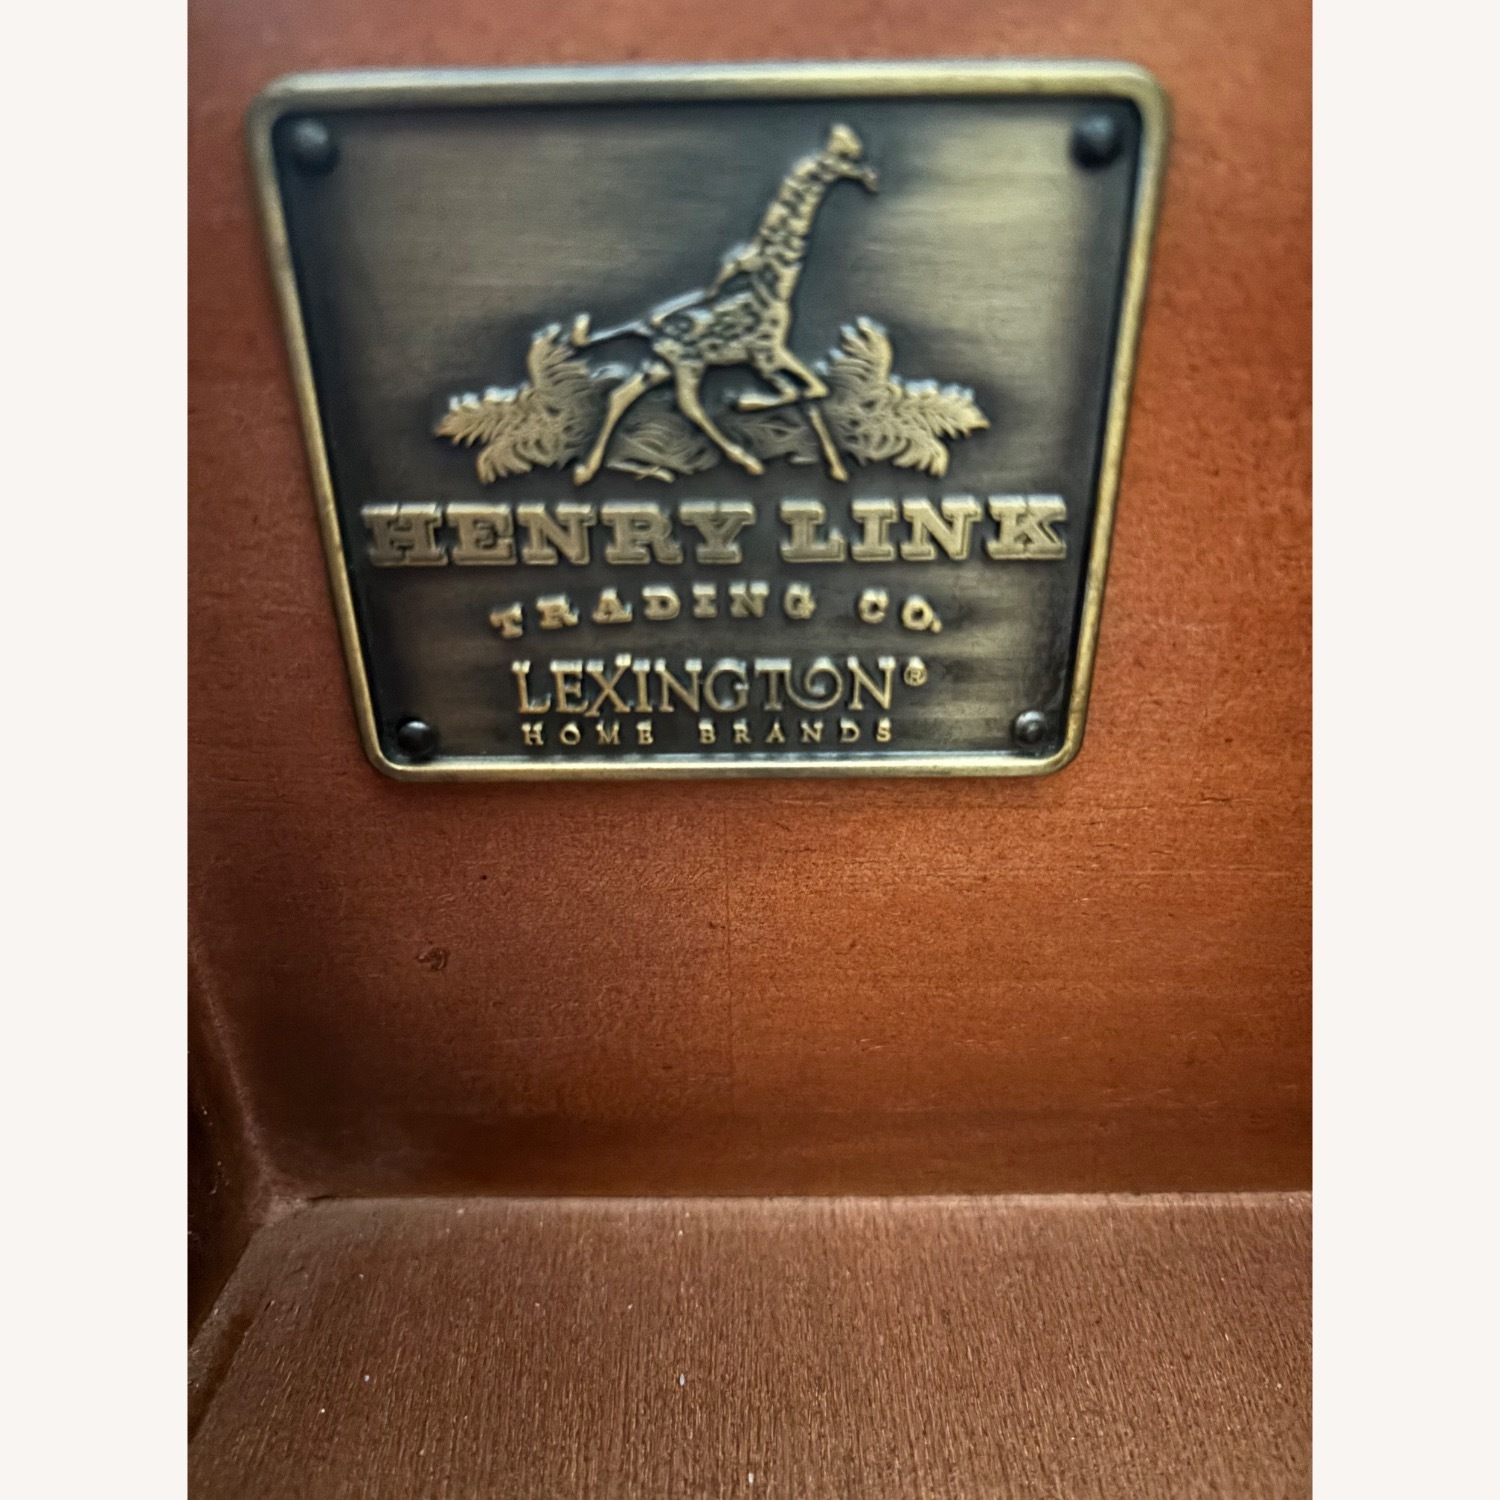 HENRY LINK
TRADING CO.
LEXINGTON®
HOME BRANDS